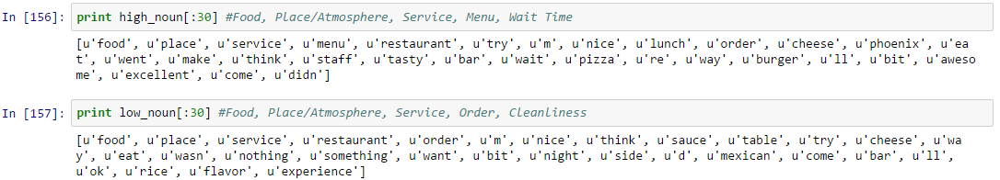 In [156]: print high_noun[:30] #Food, Place/Atmosphere, Service, Menu, Wait Time
[u'food', u'place', u'service', u'menu', u'restaurant', u'try', u'm', u'nice', u'lunch', u'order', u'cheese', u'phoenix', u'ea
t', u'went', u'make', u'think', u'staff', u'tasty', u'bar', u'wait', u'pizza', u're', u'way', u'burger', u'll', u'bit', u'aweso
me', u'excellent', u'come', u'didn']
In [157]: print low_noun[:30] #Food, Place/Atmosphere, Service, Order, Cleanliness
[u'food', u'place', u'service', u'restaurant', u'order', u'm', u'nice', u'think', u'sauce', u'table', u'try', u'cheese', u'wa
y', u'eat', u'wasn', u'nothing', u'something', u'want', u'bit', u'night', u'side', u'd', u'mexican', u'come', u'bar', u'll',
u'ok', u'rice', u'flavor', u'experience']